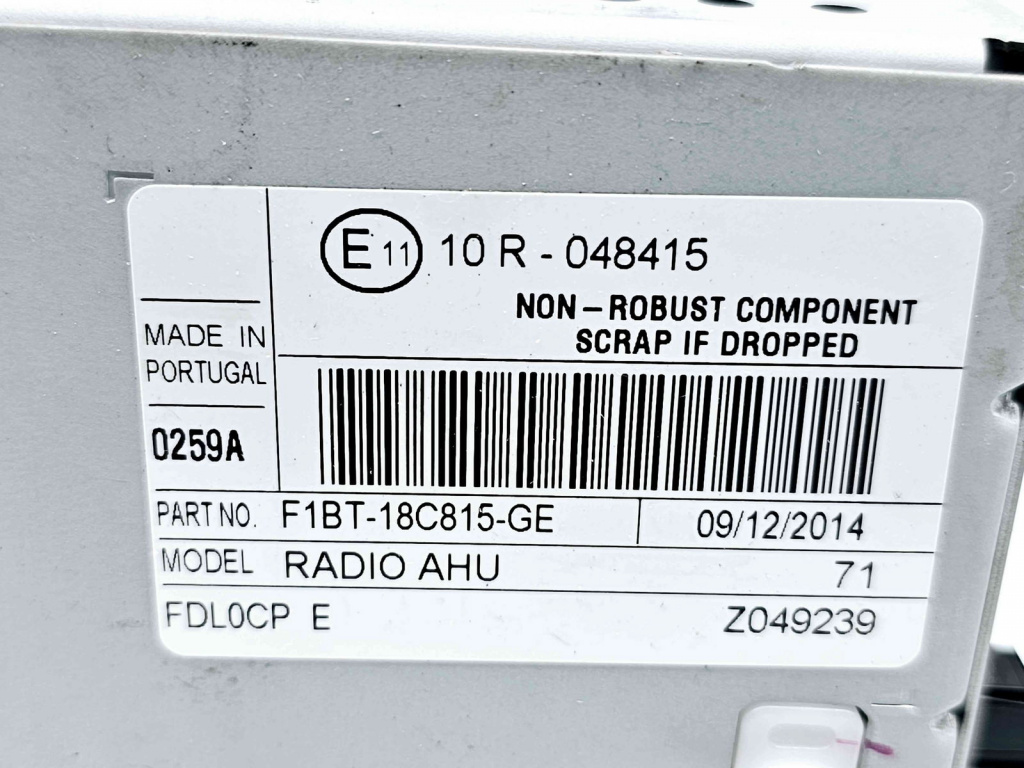 E 11 10 R - 048415
NON - ROBUST COMPONENT
SCRAP IF DROPPED
MADE IN
PORTUGAL
0259A
PART NO. F1BT-18C815-GE 09/12/2014
MODEL RADIO AHU 71
FDL0CP E Z049239